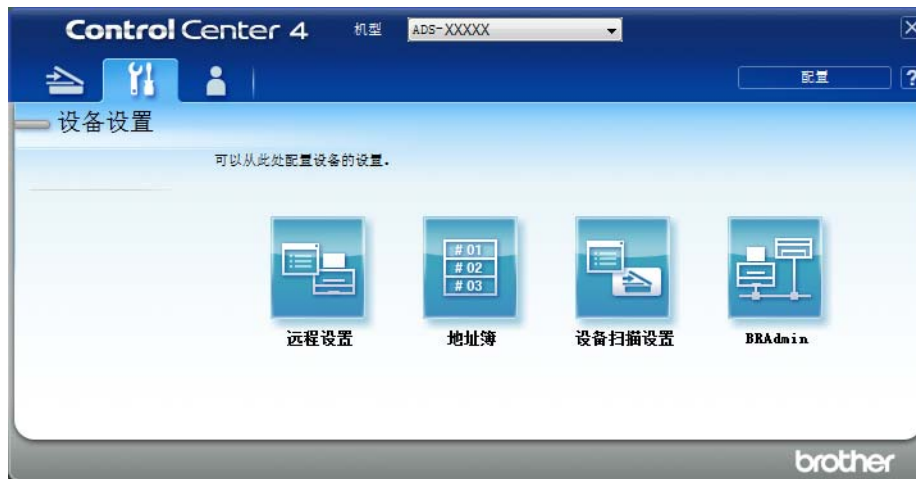 Control Center 4 机型 ADS-XXXXX
配置 ?
设备设置
可以从此处配置设备的设置.
# 01
# 02
# 03
远程设置 地址簿 设备扫描设置 BRAdmin
brother